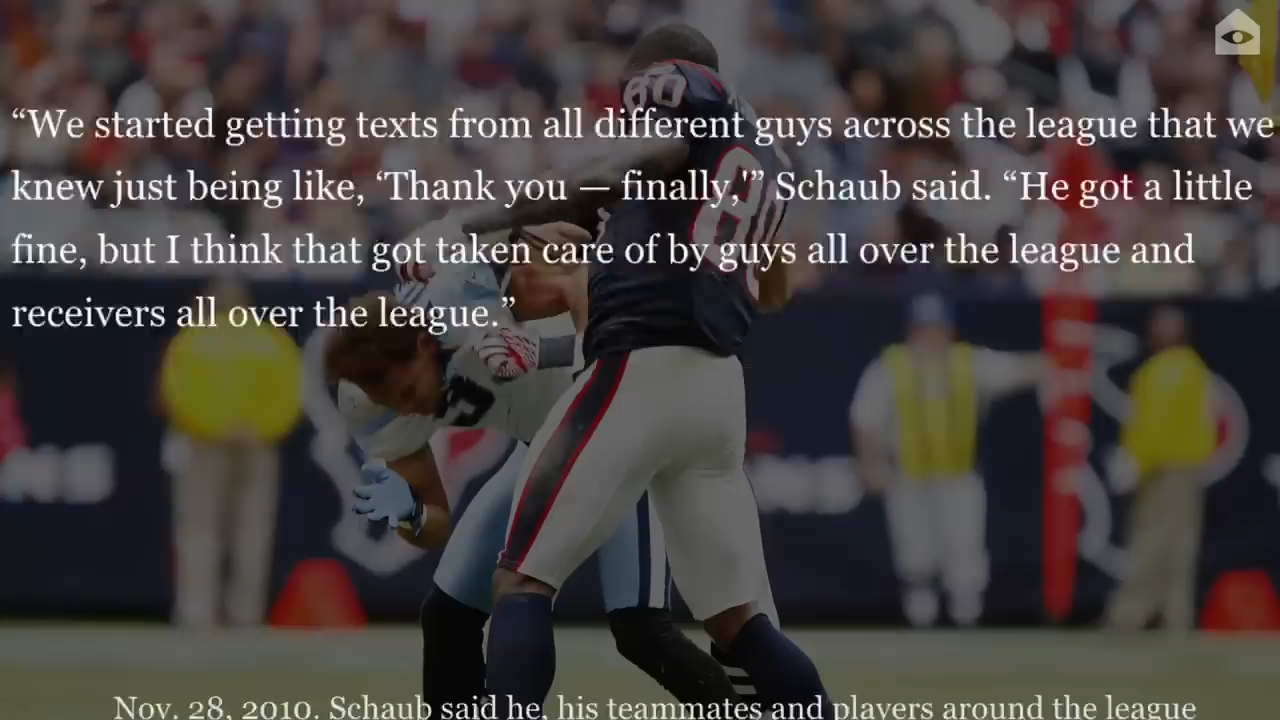 “We started getting texts from all different guys across the league that we
knew just being like, ‘Thank you — finally,'” Schaub said. “He got a little
fine, but I think that got taken care of by guys all over the league and
receivers all over the league.”
80
80
Nov. 28, 2010. Schaub said he, his teammates and players around the league